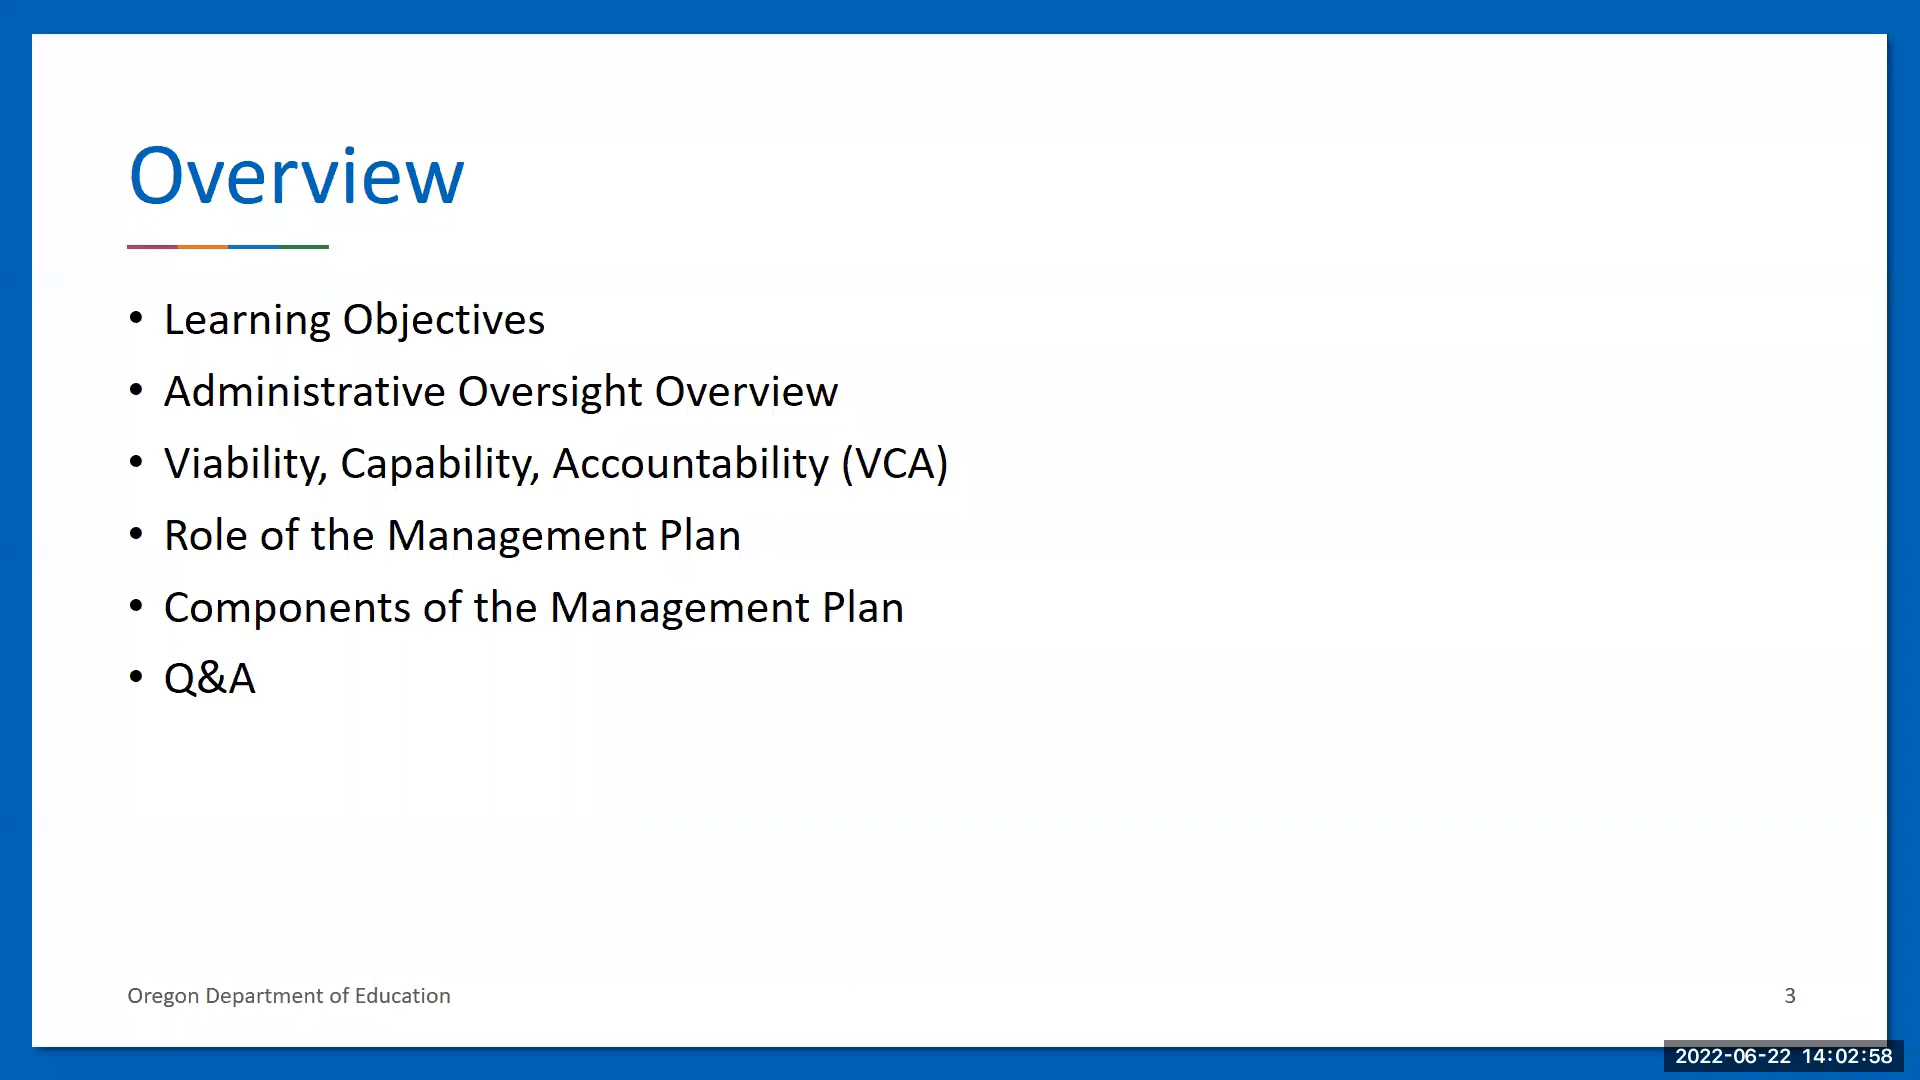 Overview
• Learning Objectives
• Administrative Oversight Overview
• Viability, Capability, Accountability (VCA)
• Role of the Management Plan
• Components of the Management Plan
• Q&A
Oregon Department of Education
3
2022-06-22 14:02:58